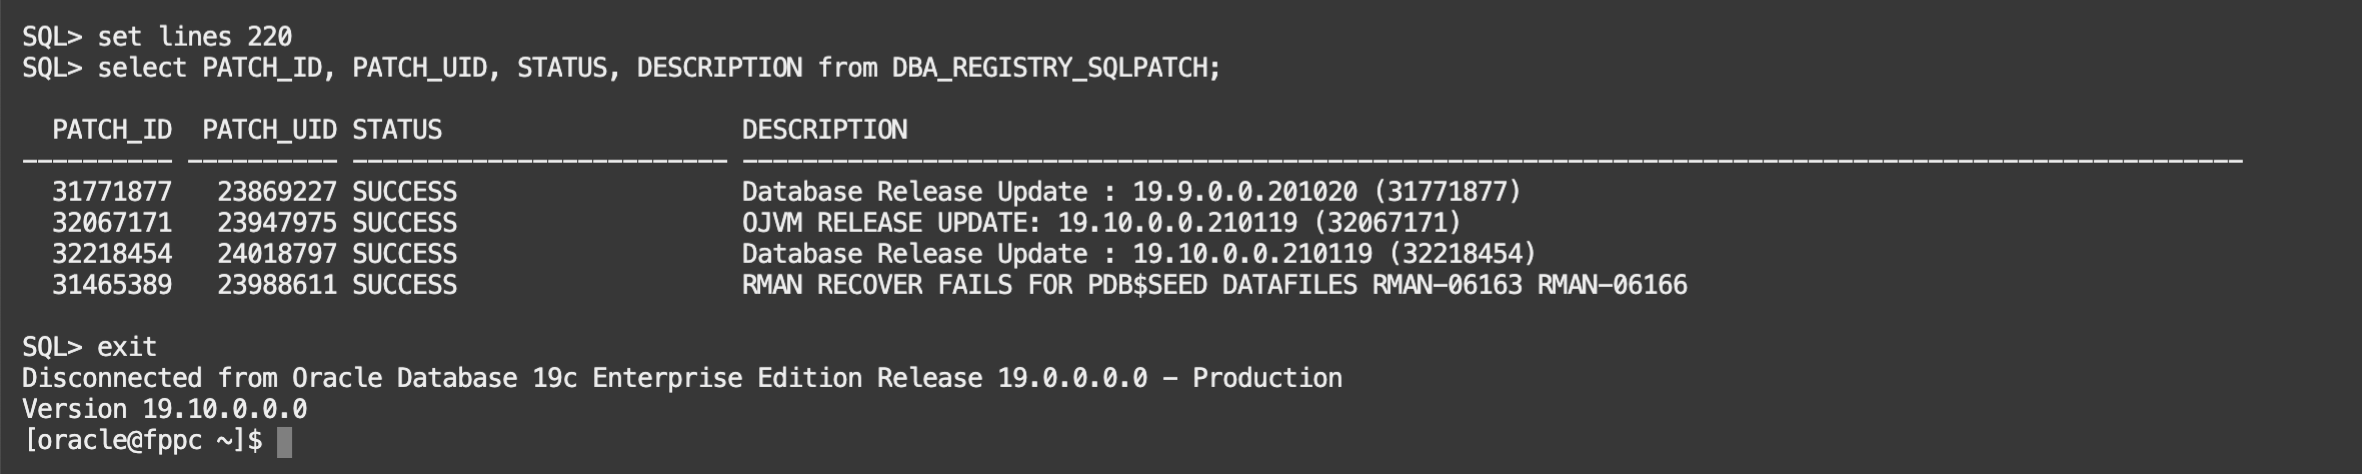 SQL> set lines 220
SQL> select PATCH_ID, PATCH_UID, STATUS, DESCRIPTION from DBA_REGISTRY_SQLPATCH;
PATCH_ID PATCH_UID STATUS DESCRIPTION
---------- ---------- ------------------------- ----------------------------------------------------------------------------------------------------
31771877 23869227 SUCCESS Database Release Update : 19.9.0.0.201020 (31771877)
32067171 23947975 SUCCESS OJVM RELEASE UPDATE: 19.10.0.0.210119 (32067171)
32218454 24018797 SUCCESS Database Release Update : 19.10.0.0.210119 (32218454)
31465389 23988611 SUCCESS RMAN RECOVER FAILS FOR PDB$SEED DATAFILES RMAN-06163 RMAN-06166
SQL> exit
Disconnected from Oracle Database 19c Enterprise Edition Release 19.0.0.0.0 - Production
Version 19.10.0.0.0
[oracle@fppc ~]$